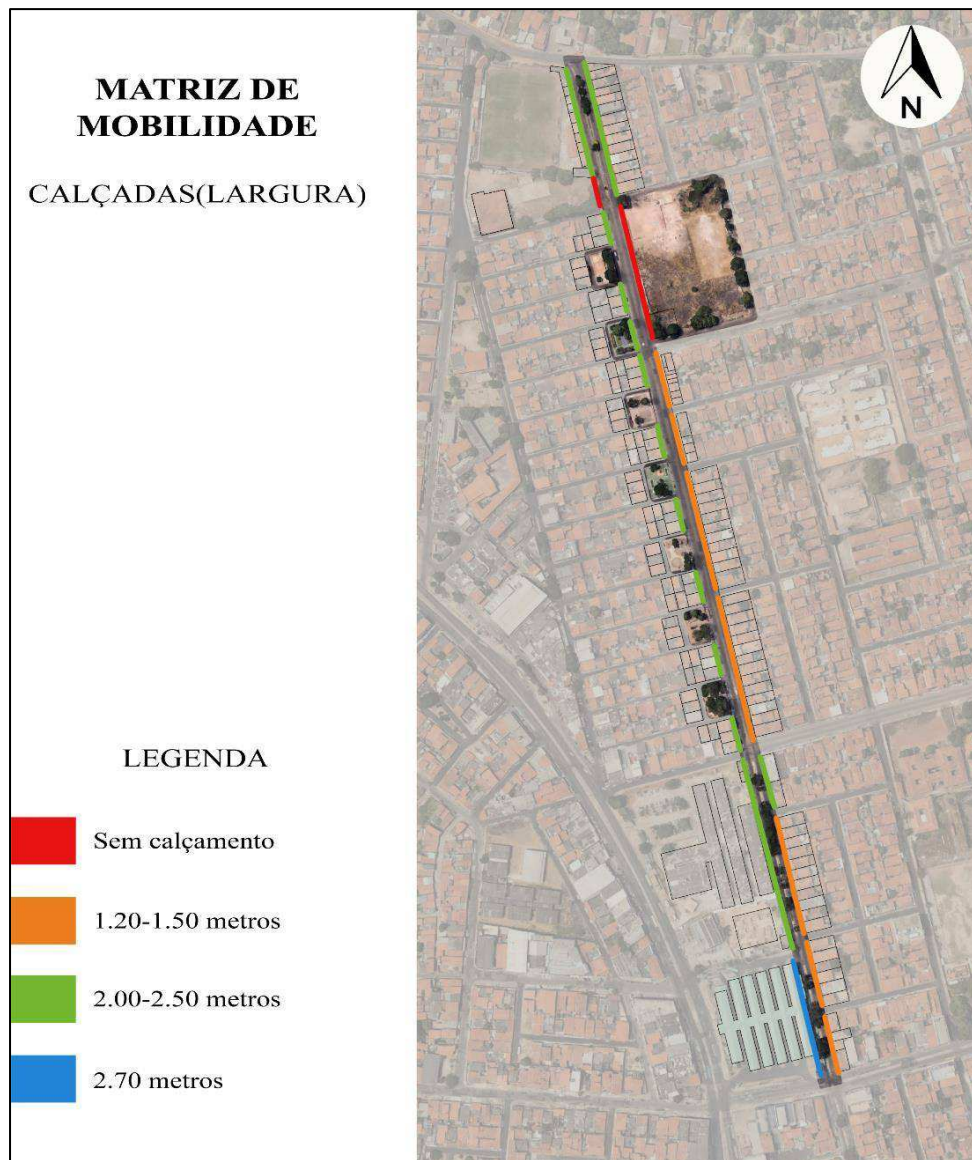 MATRIZ DE
MOBILIDADE
CALÇADAS(LARGURA)
N
LEGENDA
Sem calçamento
1.20-1.50 metros
2.00-2.50 metros
2.70 metros